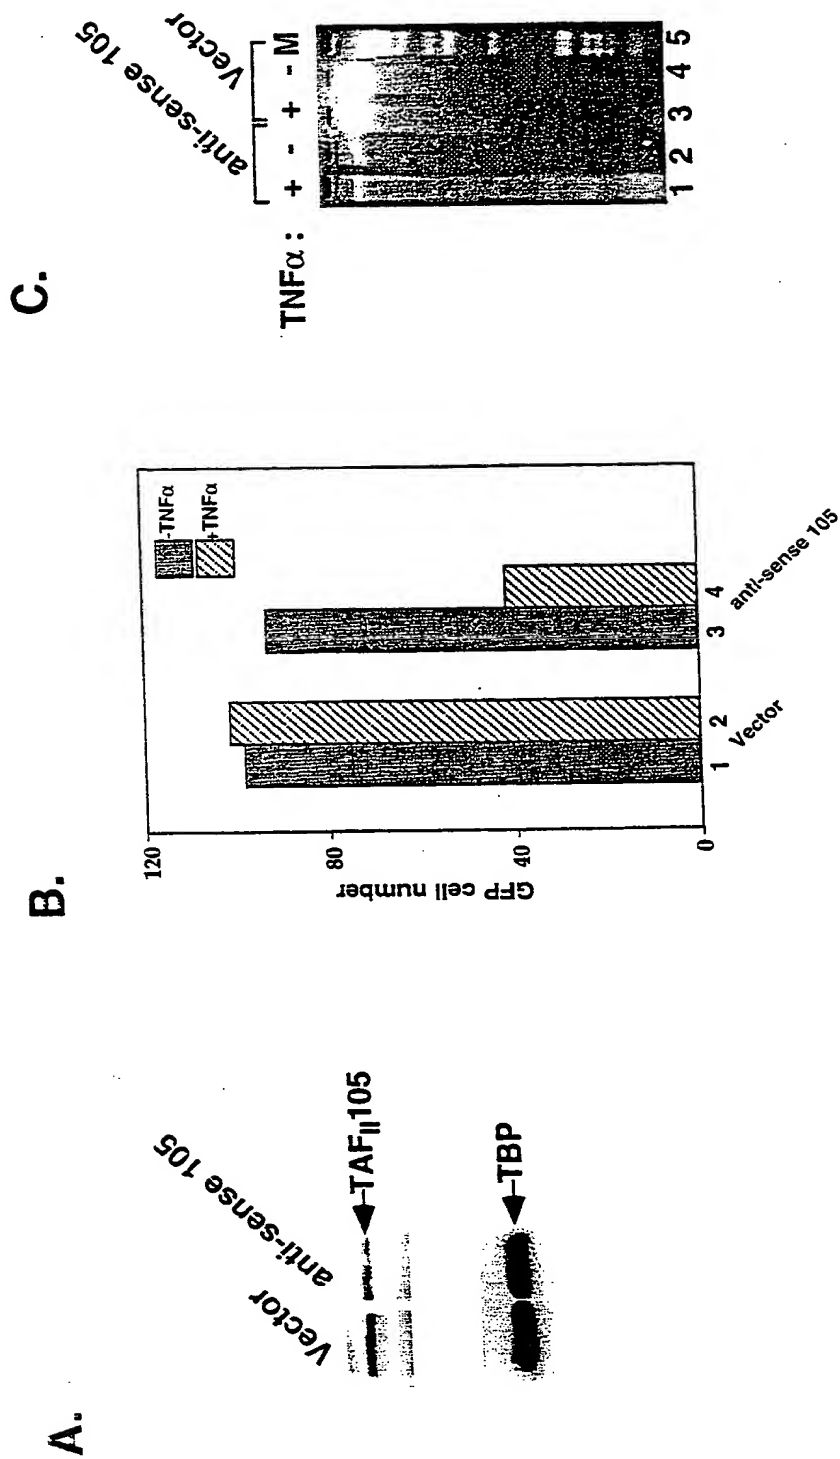 A.
Vector
anti-sense 105
TAFII105
TBP
B.
GFP cell number
120
80
40
0
-TNFα
+TNFα
1 2 3 4
Vector
anti-sense 105
C.
anti-sense 105
Vector
TNFα : + - + - M
1 2 3 4 5